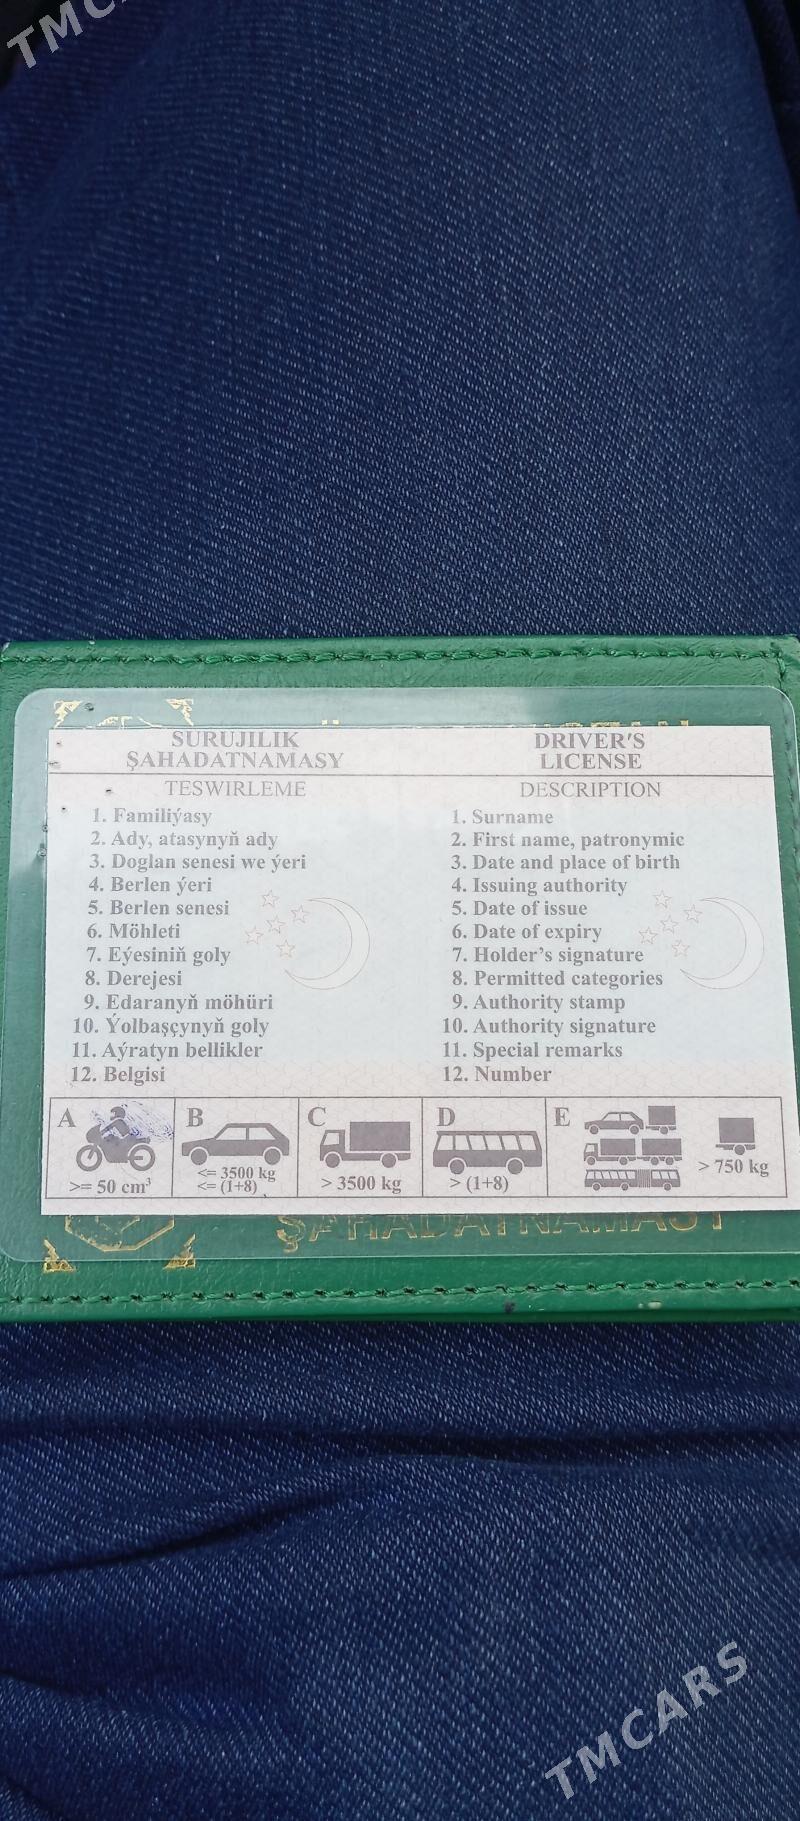 TMC
SURUJILIK
ŞAHADATNAMASY
DRIVER'S
LICENSE
TESWIRLEME
DESCRIPTION
1. Familiýasy
2. Ady, atasynyň ady
3. Doglan senesi we ýeri
4. Berlen ýeri
5. Berlen senesi
6. Möhleti
7. Eýesiniň goly
8. Derejesi
9. Edaranyň möhüri
10. Ýolbaşçynyň goly
11. Aýratyn bellikler
12. Belgisi
1. Surname
2. First name, patronymic
3. Date and place of birth
4. Issuing authority
5. Date of issue
6. Date of expiry
7. Holder's signature
8. Permitted categories
9. Authority stamp
10. Authority signature
11. Special remarks
12. Number
A
>= 50 cm³
B
<= 3500 kg
<= (1+8)
C
> 3500 kg
D
> (1+8)
E
> 750 kg
ŞAHADATNAMASY
TMCARS